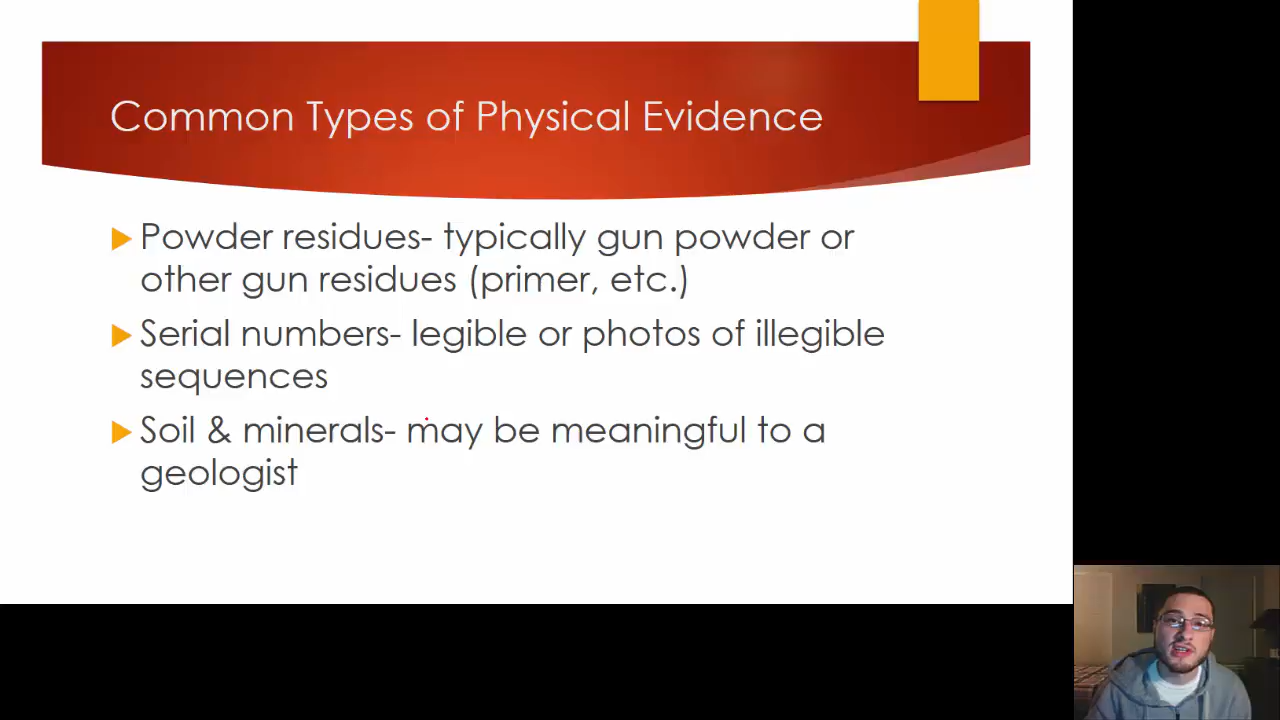 Common Types of Physical Evidence
Powder residues- typically gun powder or
other gun residues (primer, etc.)
Serial numbers- legible or photos of illegible
sequences
Soil & minerals- may be meaningful to a
geologist